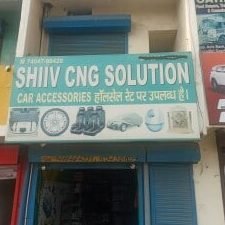 SHIIV CNG SOLUTION
CAR ACCESSORIES हॉलसेल रेट पर उपलब्ध है।